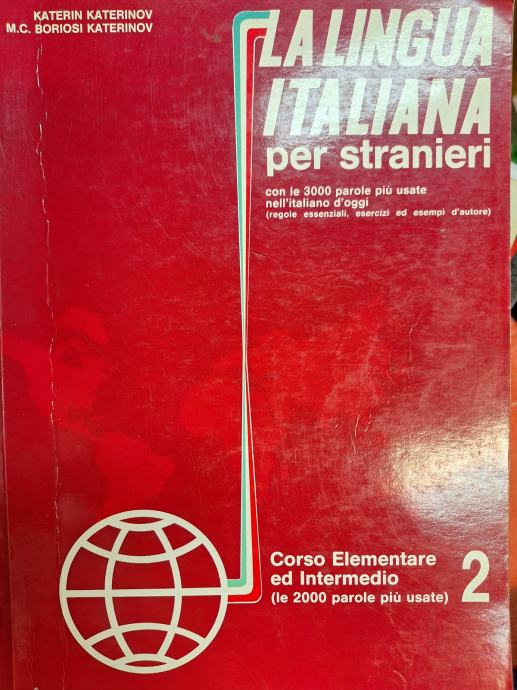 KATERIN KATERINOV
M.C. BORIOSI KATERINOV
LA LINGUA
ITALIANA
per stranieri
con le 3000 parole più usate
nell'italiano d'oggi
(regole essenziali, esercizi ed esempi d'autore)
Corso Elementare
ed Intermedio
(le 2000 parole più usate)
2